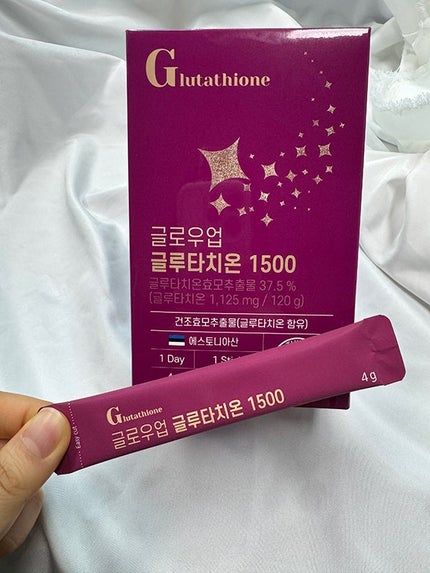 Glutathione
글로우업
글루타치온 1500
글루타치온효모추출물 37.5 %
(글루타치온 1,125 mg / 120 g)
건조효모추출물(글루타치온 함유)
에스토니아산
1 Day
Easy cut
Glutathione
글로우업 글루타치온 1500
4 g